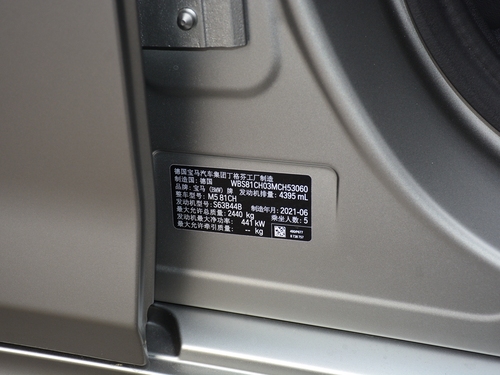 德国宝马汽车集团丁格芬工厂制造
制造国: 德国 WBS81CH03MCH53060
品牌: 宝马 (BMW) 牌 发动机排量: 4395 mL
整车型号: M5 81CH
发动机型号: S63B44B 制造年月: 2021-06
最大允许总质量: 2440 kg 乘坐人数: 5
发动机最大净功率: 441 kW
最大允许牵引质量: -- kg